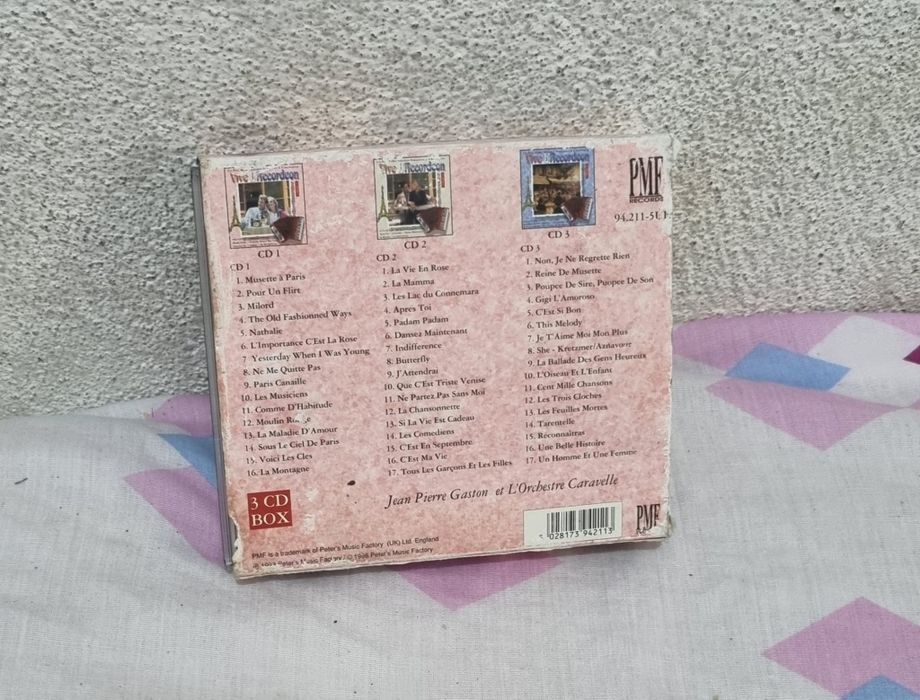 Vive L'Accordeon
Vive L'Accordeon
Vive L'Accordeon
PMF
RECORDS
94.211-5
CD 1
CD 2
CD 3
CD 1
1. Musette à Paris
2. Pour Un Flirt
3. Milord
4. The Old Fashionned Ways
5. Nathalie
6. L'Importance C'Est La Rose
7. Yesterday When I Was Young
8. Ne Me Quitte Pas
9. Paris Canaille
10. Les Musiciens
11. Comme D'Habitude
12. Moulin
13. La Maladie D'Amour
14. Sous Le Ciel De Paris
15. Voici Les Cles
16. La Montagne
CD 2
1. La Vie En Rose
2. La Mamma
3. Les Lac du Connemara
4. Apres Toi
5. Padam Padam
6. Dansez Maintenant
7. Indifference
8. Butterfly
9. J'Attendrai
10. Que C'Est Triste Venise
11. Ne Partez Pas Sans Moi
12. La Chansonnette
13. Si La Vie Est Cadeau
14. Les Comediens
15. C'Est En Septembre
16. C'Est Ma Vie
17. Tous Les Garçons Et Les Filles
CD 3
1. Non, Je Ne Regrette Rien
2. Reine De Musette
3. Poupee De Sire, Puopee De Son
4. Gigi L'Amoroso
5. C'Est Si Bon
6. This Melody
7. Je T'Aime Moi Mon Plus
8. She - Kretzmer/Aznavour
9. La Ballade Des Gens Heureux
10. L'Oiseau Et L'Enfant
11. Cent Mille Chansons
12. Les Trois Cloches
13. Les Feuilles Mortes
14. Tarentelle
15. Reconnaitras
16. Une Belle Histoire
17. Un Homme Et Une Femme
Jean Pierre Gaston et L'Orchestre Caravelle
3 CD
BOX
PMF is a trademark of Peter's Music Factory (UK) Ltd. England
Peter's Music Factory Peter's Music Factory
028173 942113
PMF